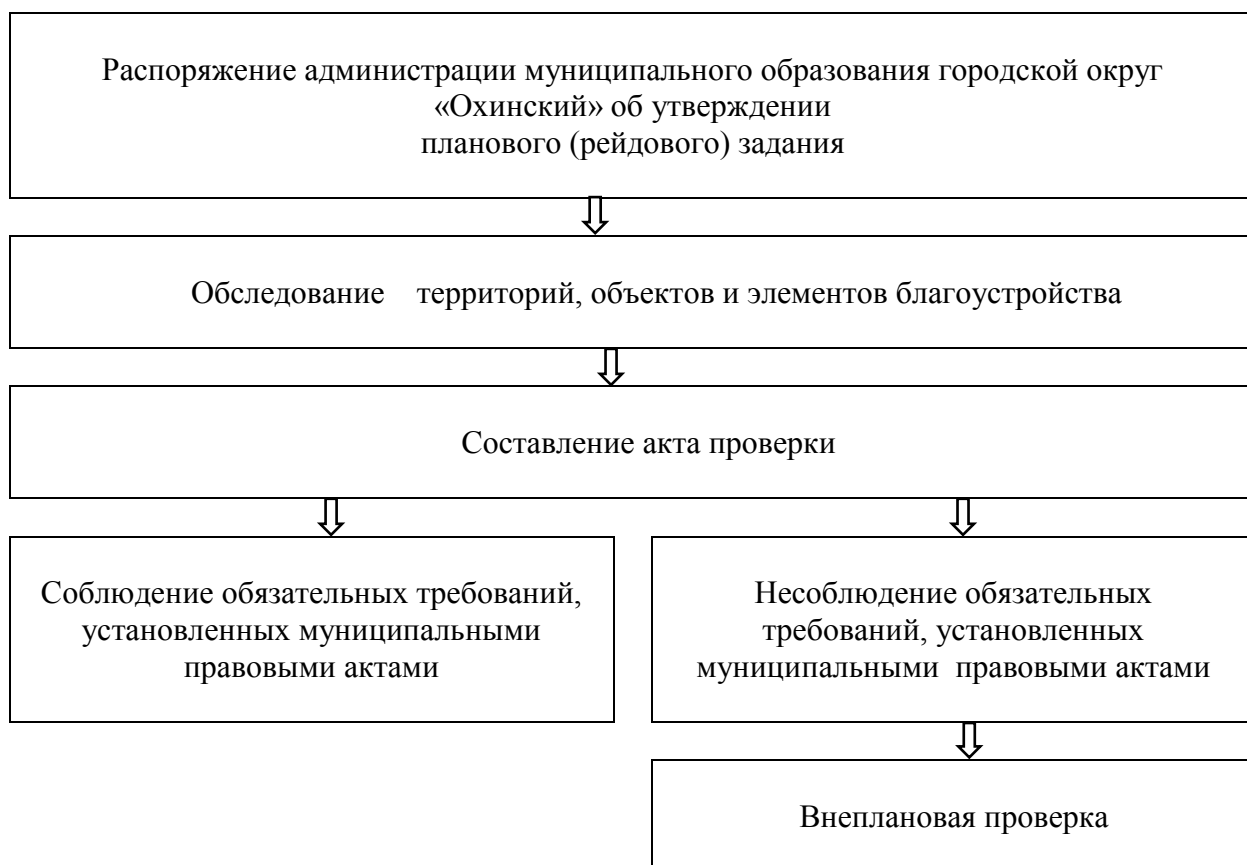 Распоряжение администрации муниципального образования городской округ
«Охинский» об утверждении
планового (рейдового) задания
Обследование территорий, объектов и элементов благоустройства
Составление акта проверки
Соблюдение обязательных требований,
установленных муниципальными
правовыми актами
Несоблюдение обязательных
требований, установленных
муниципальными правовыми актами
Внеплановая проверка